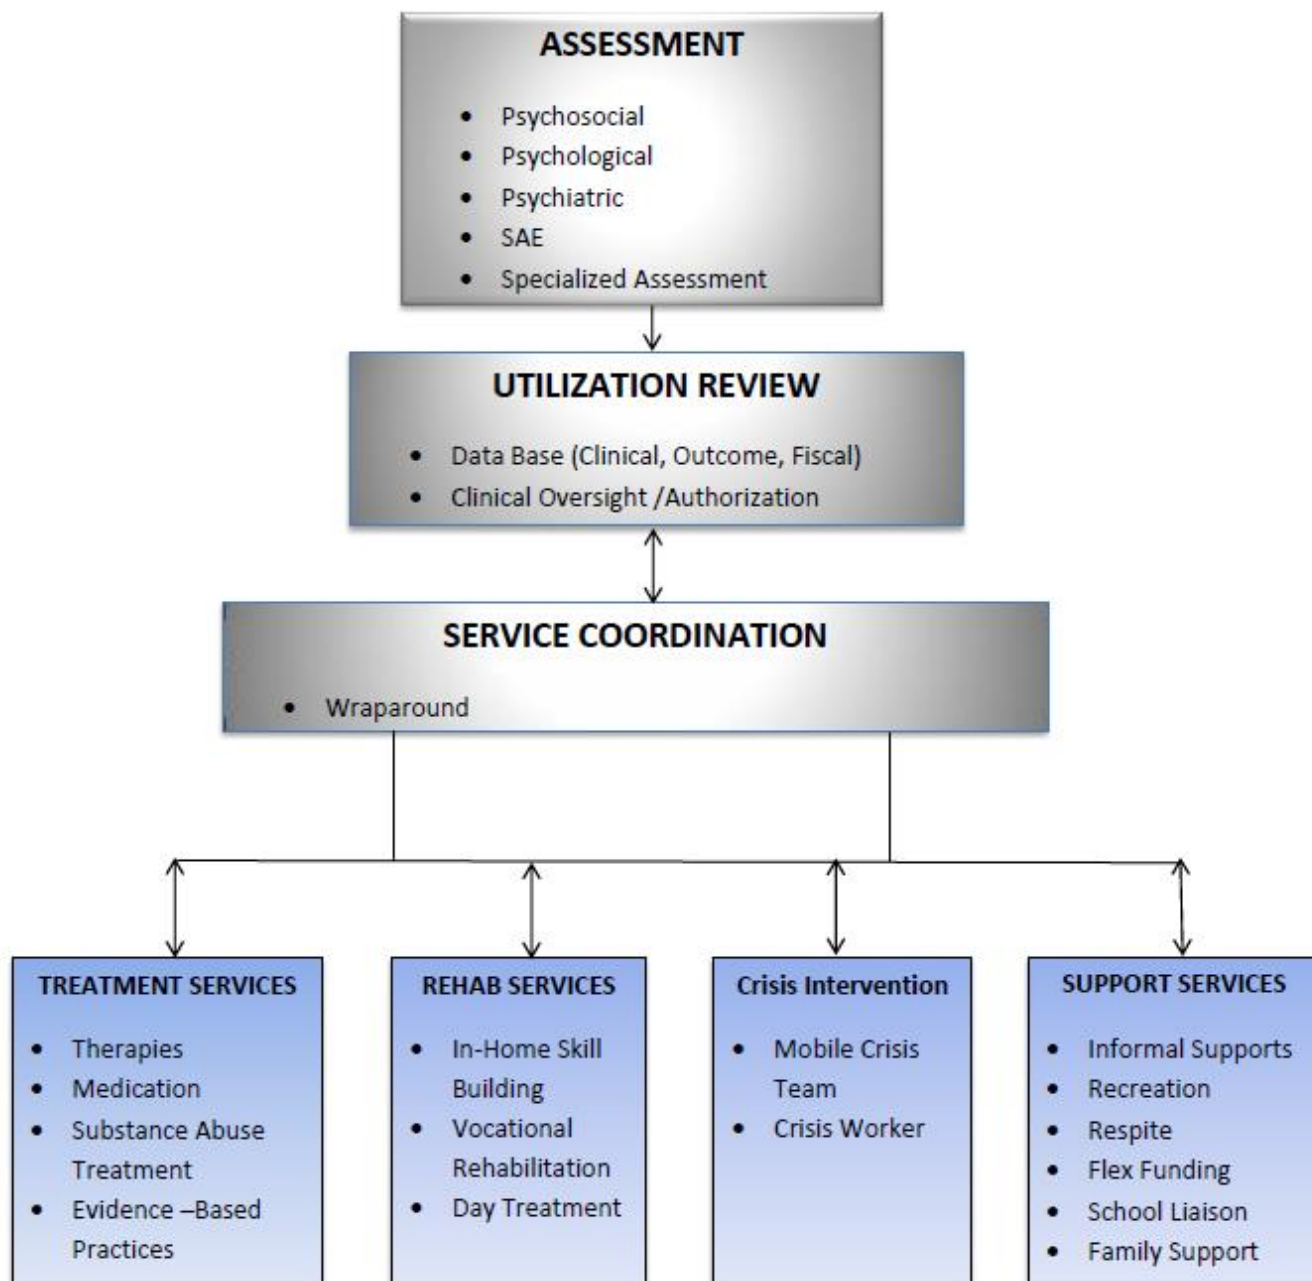 ASSESSMENT
• Psychosocial
• Psychological
• Psychiatric
• SAE
• Specialized Assessment
UTILIZATION REVIEW
• Data Base (Clinical, Outcome, Fiscal)
• Clinical Oversight /Authorization
SERVICE COORDINATION
• Wraparound
TREATMENT SERVICES
• Therapies
• Medication
• Substance Abuse
Treatment
• Evidence –Based
Practices
REHAB SERVICES
• In-Home Skill
Building
• Vocational
Rehabilitation
• Day Treatment
Crisis Intervention
• Mobile Crisis
Team
• Crisis Worker
SUPPORT SERVICES
• Informal Supports
• Recreation
• Respite
• Flex Funding
• School Liaison
• Family Support